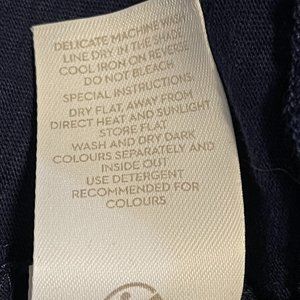 DELICATE MACHINE WASH
LINE DRY IN THE SHADE
COOL IRON ON REVERSE
DO NOT BLEACH
SPECIAL INSTRUCTIONS
DRY FLAT, AWAY FROM
DIRECT HEAT AND SUNLIGHT
STORE FLAT
WASH AND DRY DARK
COLOURS SEPARATELY AND
INSIDE OUT
USE DETERGENT
RECOMMENDED FOR
COLOURS